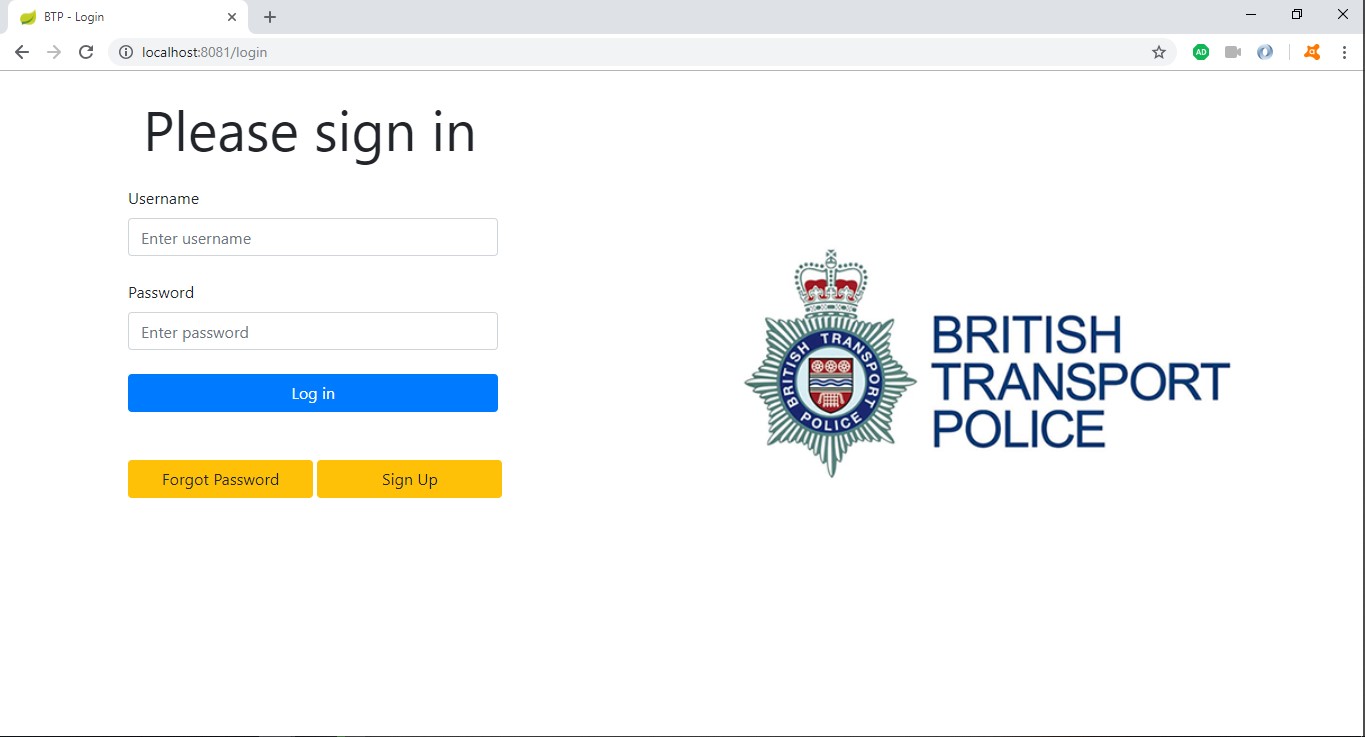 BTP - Login
localhost:8081/login
AD
Please sign in
Username
Enter username
Password
Enter password
Log in
Forgot Password
Sign Up
BRITISH TRANSPORT
POLICE
BRITISH
TRANSPORT
POLICE